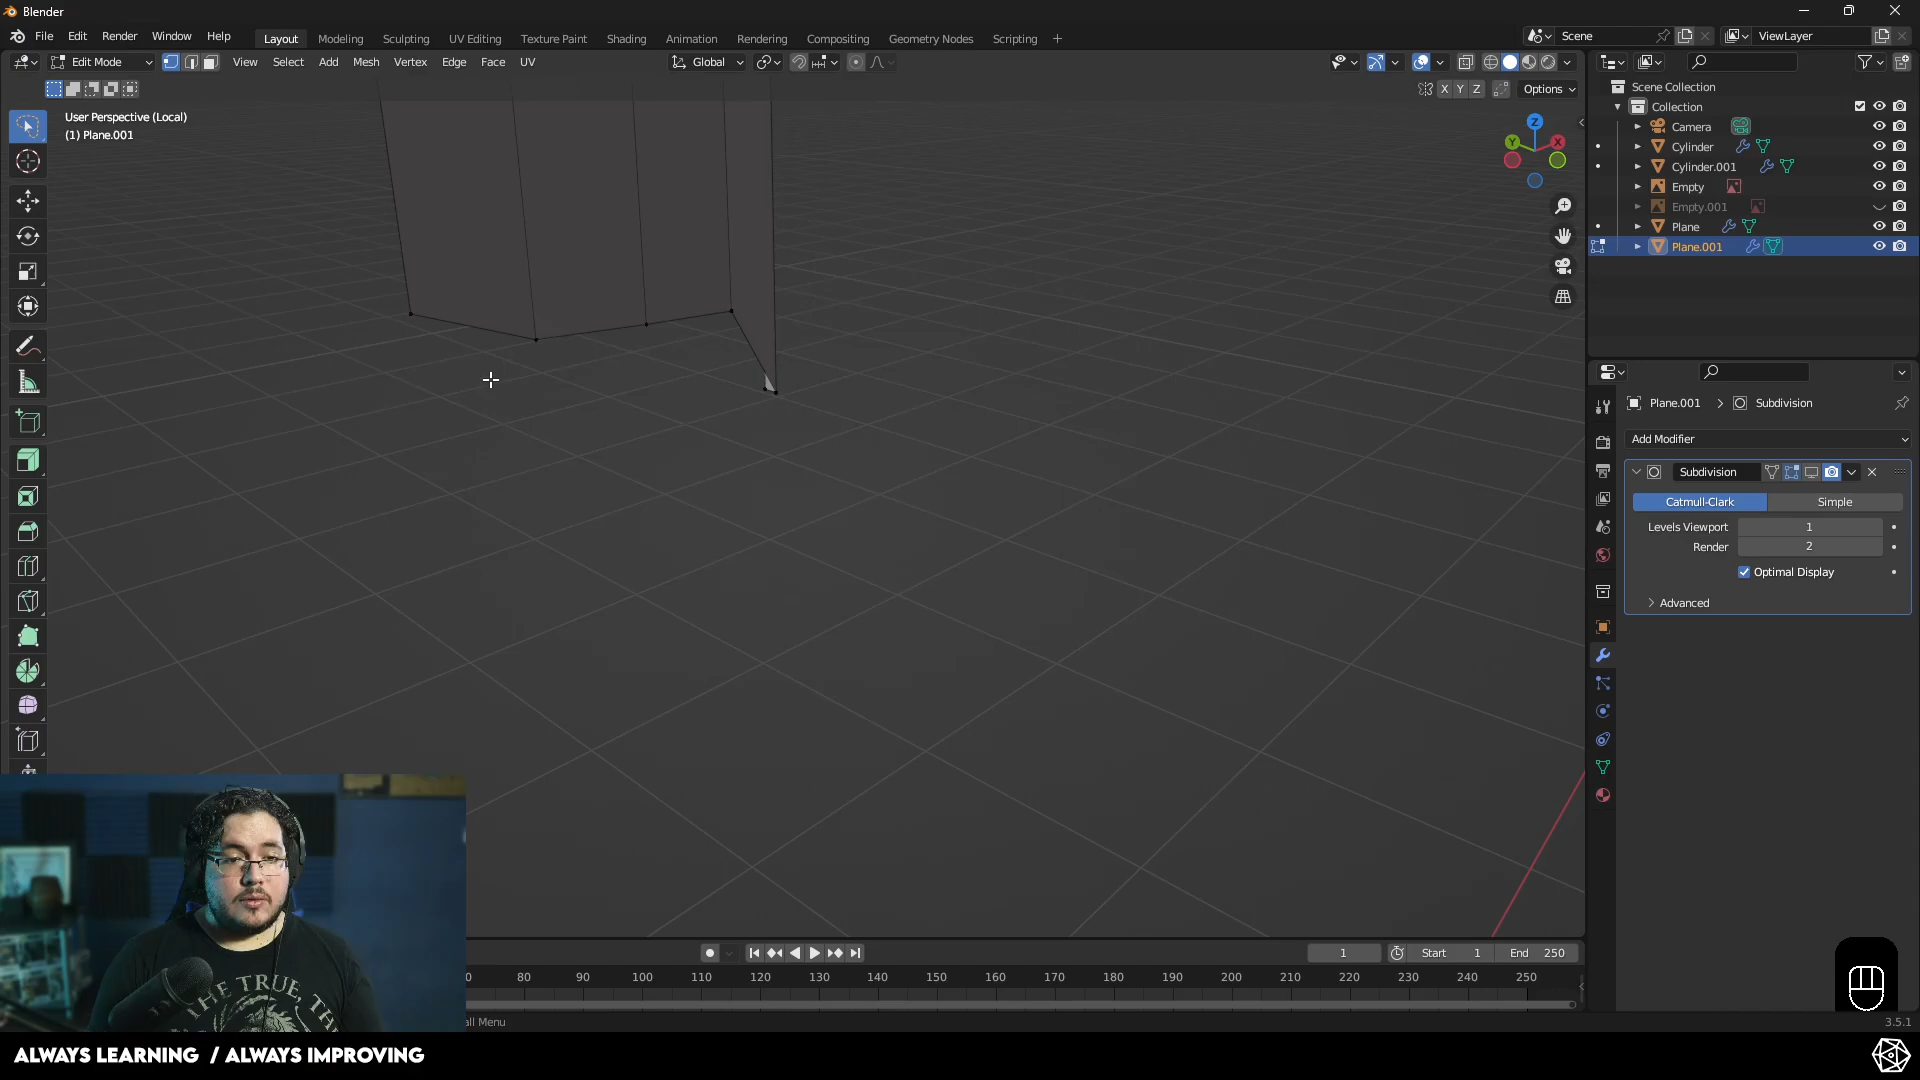 Blender
File Edit Render Window Help
Layout Modeling Sculpting UV Editing Texture Paint Shading Animation Rendering Compositing Geometry Nodes Scripting +
Scene
ViewLayer
Edit Mode
View Select Add Mesh Vertex Edge Face UV
Global
X Y Z
Options
User Perspective (Local)
(1) Plane.001
Z
Y
X
Scene Collection
Collection
Camera
Cylinder
Cylinder.001
Empty
Empty.001
Plane
Plane.001
Plane.001 > Subdivision
Add Modifier
Subdivision
Catmull-Clark Simple
Levels Viewport 1
Render 2
Optimal Display
Advanced
1
Start 1
End 250
80 90 100 110 120 130 140 150 160 170 180 190 200 210 220 230 240 250
all Menu
3.5.1
THE TRUE, TH
ALWAYS LEARNING / ALWAYS IMPROVING